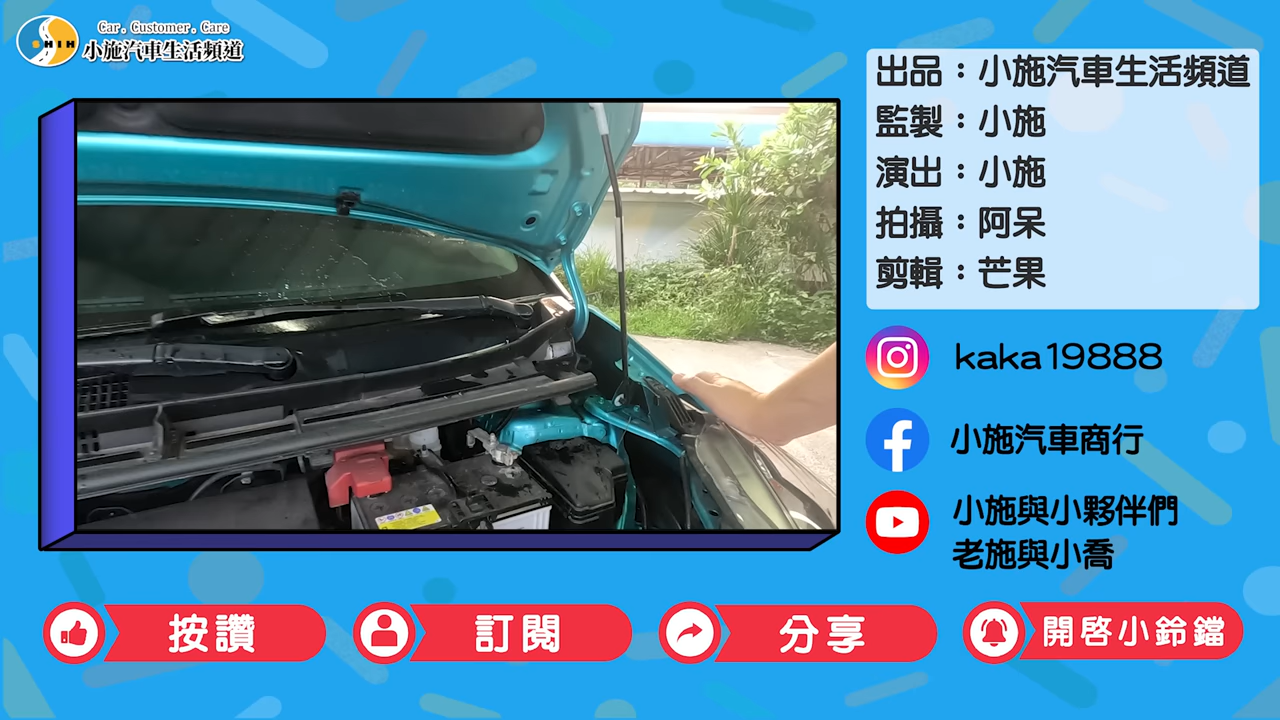 Car. Customer. Care
SHIH
小施汽車生活頻道
出品：小施汽車生活頻道
監製：小施
演出：小施
拍攝：阿呆
剪輯：芒果
kaka19888
小施汽車商行
小施與小夥伴們
老施與小喬
按讚
訂閱
分享
開啓小鈴鐺